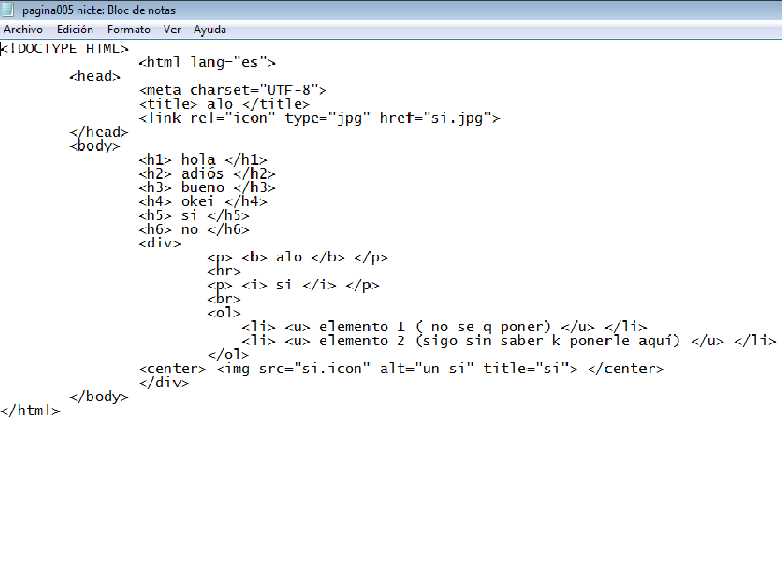 pagina005 nicte: Bloc de notas
Archivo Edición Formato Ver Ayuda
<!DOCTYPE HTML>
<html lang="es">
<head>
<meta charset="UTF-8">
<title> alo </title>
<link rel="icon" type="jpg" href="si.jpg">
</head>
<body>
<h1> hola </h1>
<h2> adiós </h2>
<h3> bueno </h3>
<h4> okei </h4>
<h5> si </h5>
<h6> no </h6>
<div>
<p> <b> alo </b> </p>
<hr>
<p> <i> si </i> </p>
<br>
<ol>
<li> <u> elemento 1 ( no se q poner) </u> </li>
<li> <u> elemento 2 (sigo sin saber k ponerle aquí) </u> </li>
</ol>
<center> <img src="si.icon" alt="un si" title="si"> </center>
</div>
</body>
</html>